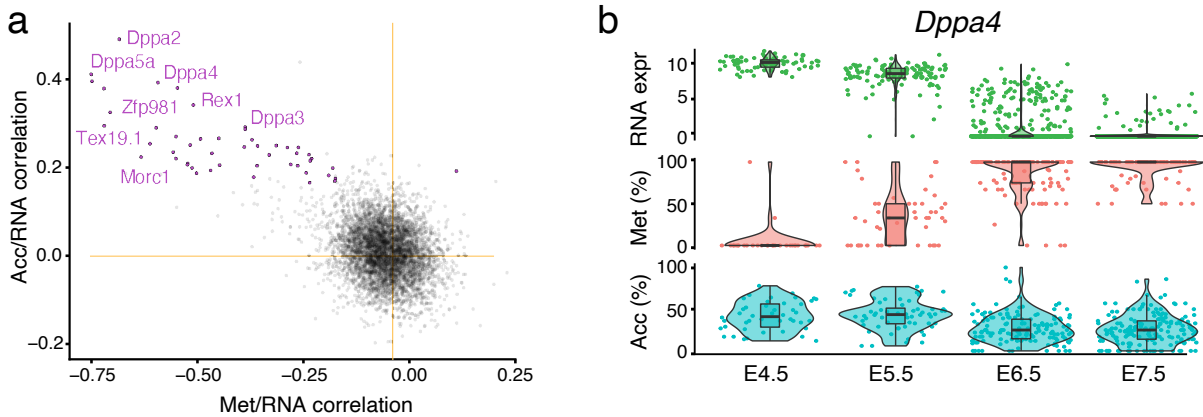 a
Dppa2
Dppa5a
Dppa4
Zfp981
Rex1
Tex19.1
Dppa3
Morc1
Acc/RNA correlation
0.4
0.2
0.0
−0.2
−0.75
−0.50
−0.25
0.00
0.25
Met/RNA correlation
b
Dppa4
RNA expr
10
5
0
Met (%)
100
50
0
Acc (%)
100
50
0
E4.5
E5.5
E6.5
E7.5